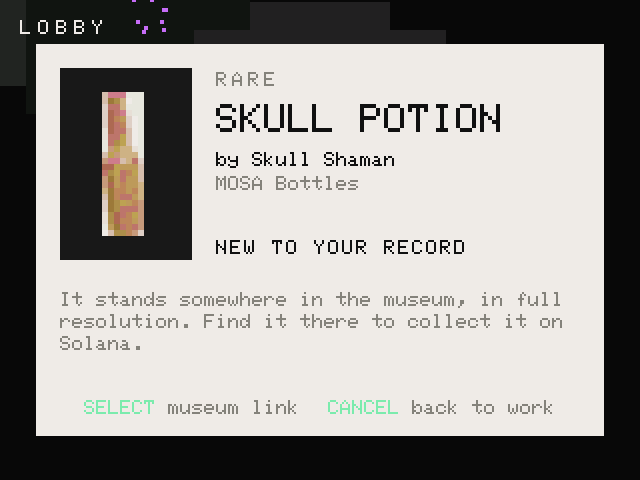 LOBBY
RARE
SKULL POTION
by Skull Shaman
MOSA Bottles
NEW TO YOUR RECORD
It stands somewhere in the museum, in full
resolution. Find it there to collect it on
Solana.
SELECT museum link CANCEL back to work